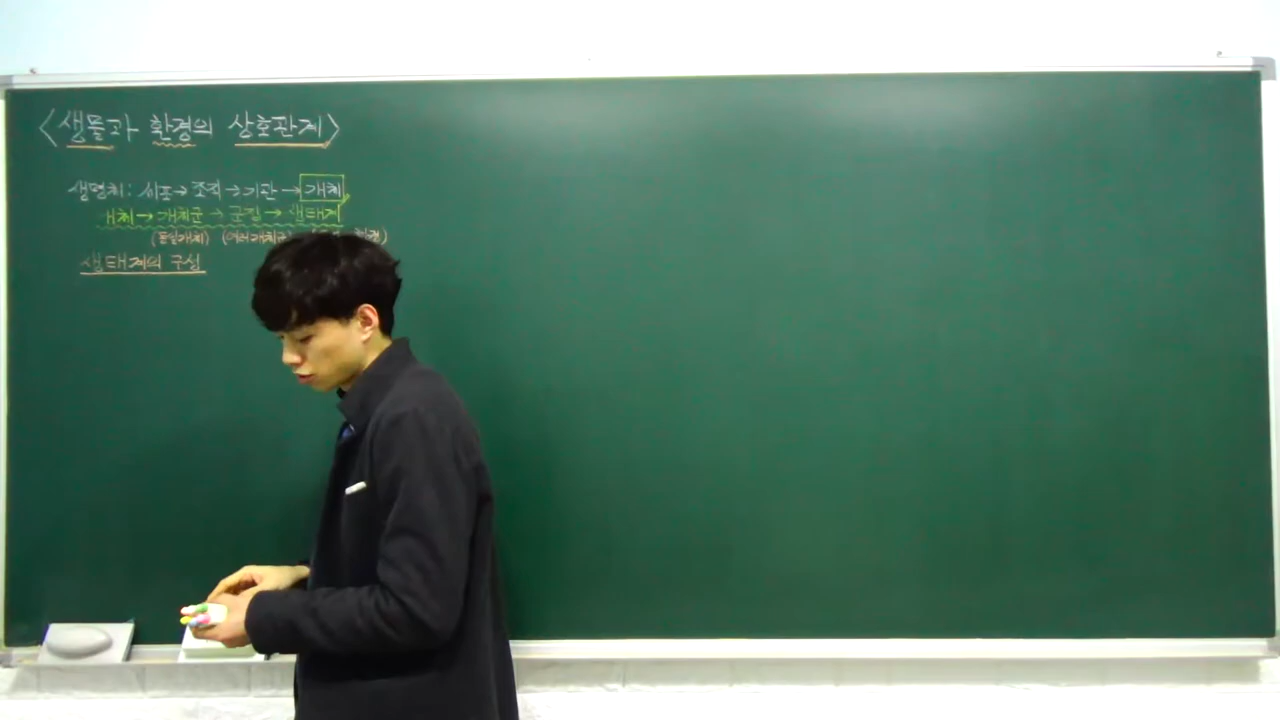 <생물과 환경의 상호관계>
생명체: 세포→조직→기관→개체
개체→개체군→군집→생태계
(동일개체) (여러개체군)
생태계의 구성